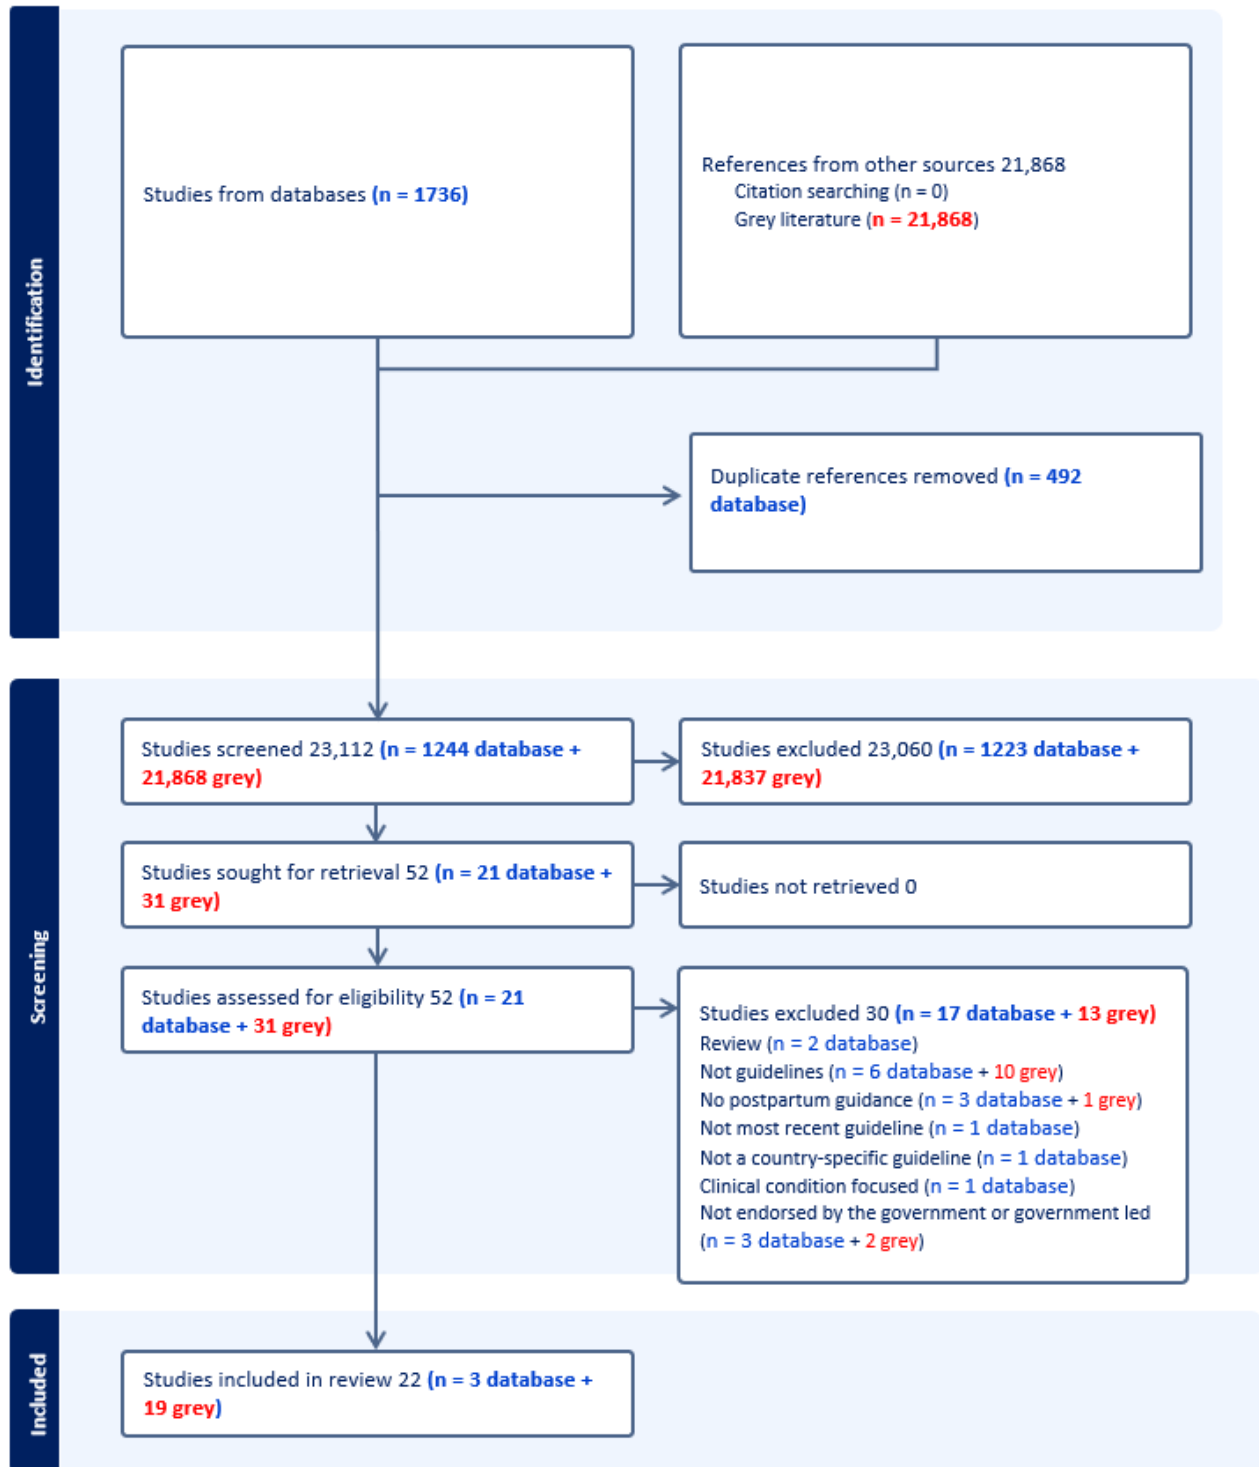 Identification
Studies from databases (n = 1736)
References from other sources 21,868
Citation searching (n = 0)
Grey literature (n = 21,868)
Duplicate references removed (n = 492
database)
Screening
Studies screened 23,112 (n = 1244 database +
21,868 grey)
Studies excluded 23,060 (n = 1223 database +
21,837 grey)
Studies sought for retrieval 52 (n = 21 database +
31 grey)
Studies not retrieved 0
Studies assessed for eligibility 52 (n = 21
database + 31 grey)
Studies excluded 30 (n = 17 database + 13 grey)
Review (n = 2 database)
Not guidelines (n = 6 database + 10 grey)
No postpartum guidance (n = 3 database + 1 grey)
Not most recent guideline (n = 1 database)
Not a country-specific guideline (n = 1 database)
Clinical condition focused (n = 1 database)
Not endorsed by the government or government led
(n = 3 database + 2 grey)
Included
Studies included in review 22 (n = 3 database +
19 grey)